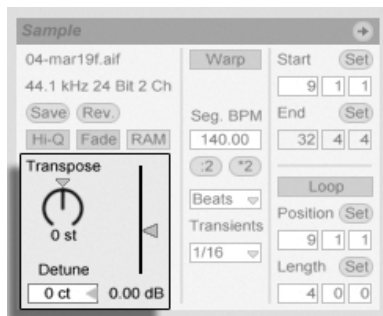 Sample
04-mar19f.aif
44.1 kHz 24 Bit 2 Ch
Save Rev.
Hi-Q Fade RAM
Transpose
0 st
Detune
0 ct 0.00 dB
Warp
Seg. BPM
140.00
:2 *2
Beats
Transients
1/16
Start Set
9 1 1
End Set
32 4 4
Loop
Position Set
9 1 1
Length Set
4 0 0